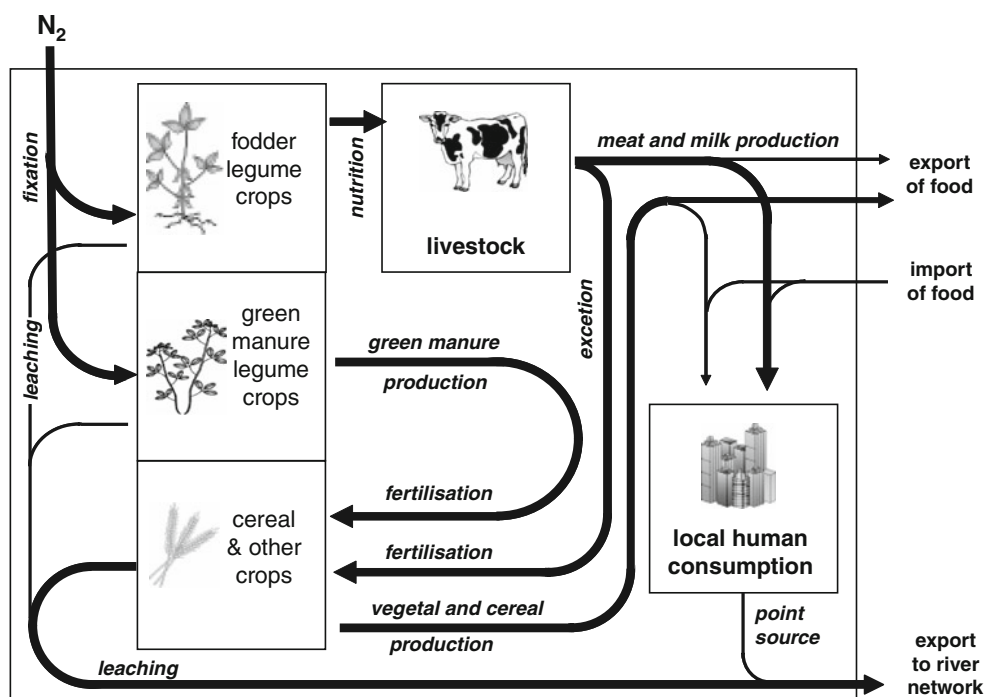 N₂
fixation
leaching
fodder
legume
crops
nutrition
livestock
meat and milk production
export
of food
import
of food
excetion
green
manure
legume
crops
green manure
production
fertilisation
cereal
& other
crops
fertilisation
vegetal and cereal
production
local human
consumption
point
source
leaching
export
to river
network